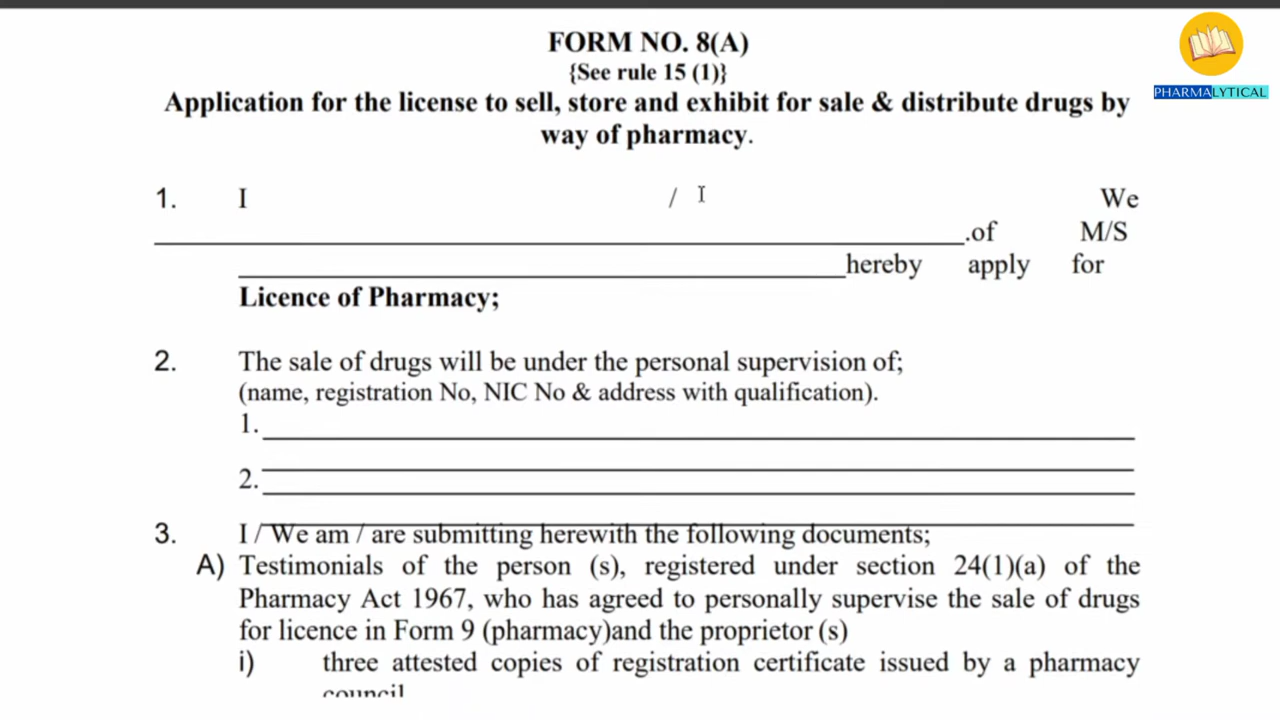 FORM NO. 8(A)
{See rule 15 (1)}
Application for the license to sell, store and exhibit for sale & distribute drugs by
way of pharmacy.
PHARMALYTICAL
1. I / We
.of M/S
hereby apply for
Licence of Pharmacy;
2. The sale of drugs will be under the personal supervision of;
(name, registration No, NIC No & address with qualification).
1.
2.
3. I / We am / are submitting herewith the following documents;
A) Testimonials of the person (s), registered under section 24(1)(a) of the
Pharmacy Act 1967, who has agreed to personally supervise the sale of drugs
for licence in Form 9 (pharmacy)and the proprietor (s)
i) three attested copies of registration certificate issued by a pharmacy
council